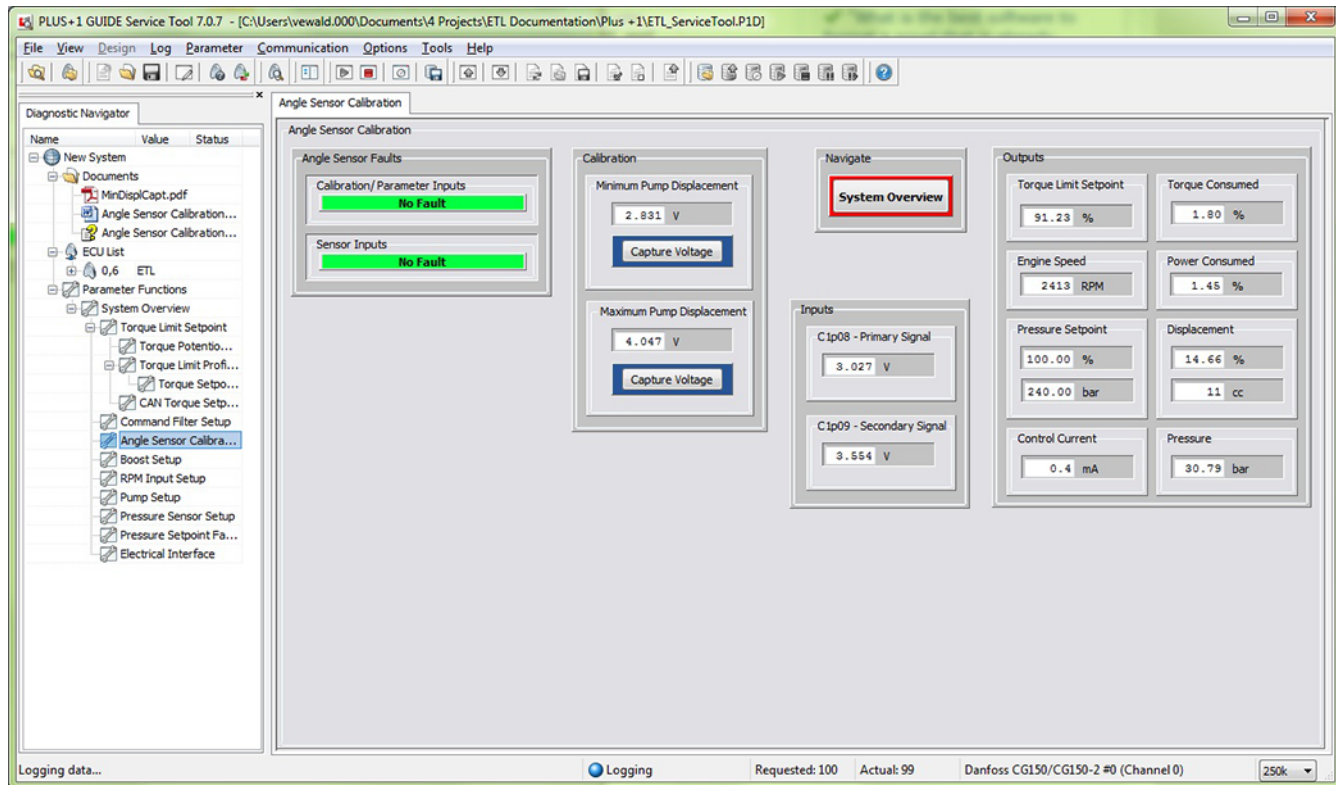 PLUS+1 GUIDE Service Tool 7.0.7 - [C:\Users\vewald.000\Documents\4 Projects\ETL Documentation\Plus +1\ETL_ServiceTool.P1D]
File View Design Log Parameter Communication Options Tools Help
Diagnostic Navigator
Name Value Status
New System
Documents
MinDisplCapt.pdf
Angle Sensor Calibration...
Angle Sensor Calibration...
ECU List
0,6 ETL
Parameter Functions
System Overview
Torque Limit Setpoint
Torque Potentio...
Torque Limit Profi...
Torque Setpo...
CAN Torque Setp...
Command Filter Setup
Angle Sensor Calibra...
Boost Setup
RPM Input Setup
Pump Setup
Pressure Sensor Setup
Pressure Setpoint Fa...
Electrical Interface
Angle Sensor Calibration
Angle Sensor Calibration
Angle Sensor Faults
Calibration/Parameter Inputs
No Fault
Sensor Inputs
No Fault
Calibration
Minimum Pump Displacement
2.831 V
Capture Voltage
Maximum Pump Displacement
4.047 V
Capture Voltage
Navigate
System Overview
Inputs
C1p08 - Primary Signal
3.027 V
C1p09 - Secondary Signal
3.554 V
Outputs
Torque Limit Setpoint
91.23 %
Torque Consumed
1.80 %
Engine Speed
2413 RPM
Power Consumed
1.45 %
Pressure Setpoint
100.00 %
240.00 bar
Displacement
14.66 %
11 cc
Control Current
0.4 mA
Pressure
30.79 bar
Logging data...
Logging
Requested: 100
Actual: 99
Danfoss CG150/CG150-2 #0 (Channel 0)
250k